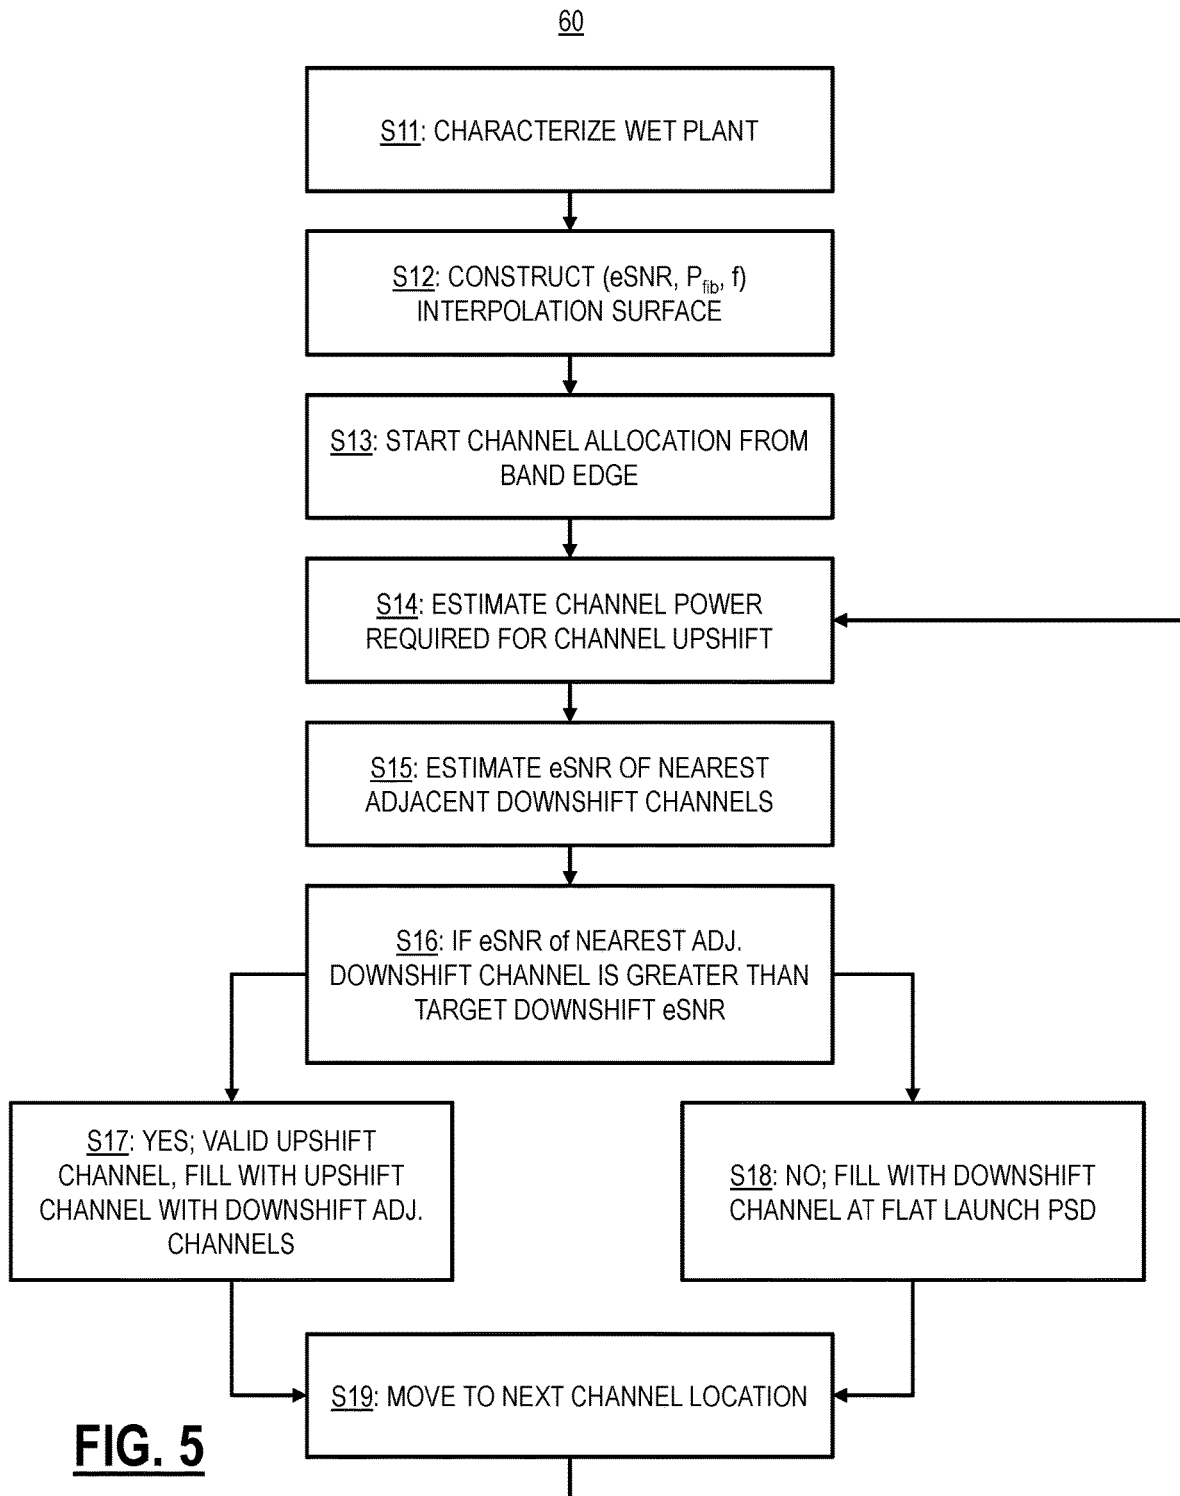 60
S11: CHARACTERIZE WET PLANT
S12: CONSTRUCT (eSNR, Pfib, f)
INTERPOLATION SURFACE
S13: START CHANNEL ALLOCATION FROM
BAND EDGE
S14: ESTIMATE CHANNEL POWER
REQUIRED FOR CHANNEL UPSHIFT
S15: ESTIMATE eSNR OF NEAREST
ADJACENT DOWNSHIFT CHANNELS
S16: IF eSNR of NEAREST ADJ.
DOWNSHIFT CHANNEL IS GREATER THAN
TARGET DOWNSHIFT eSNR
S17: YES; VALID UPSHIFT
CHANNEL, FILL WITH UPSHIFT
CHANNEL WITH DOWNSHIFT ADJ.
CHANNELS
S18: NO; FILL WITH DOWNSHIFT
CHANNEL AT FLAT LAUNCH PSD
S19: MOVE TO NEXT CHANNEL LOCATION
FIG. 5